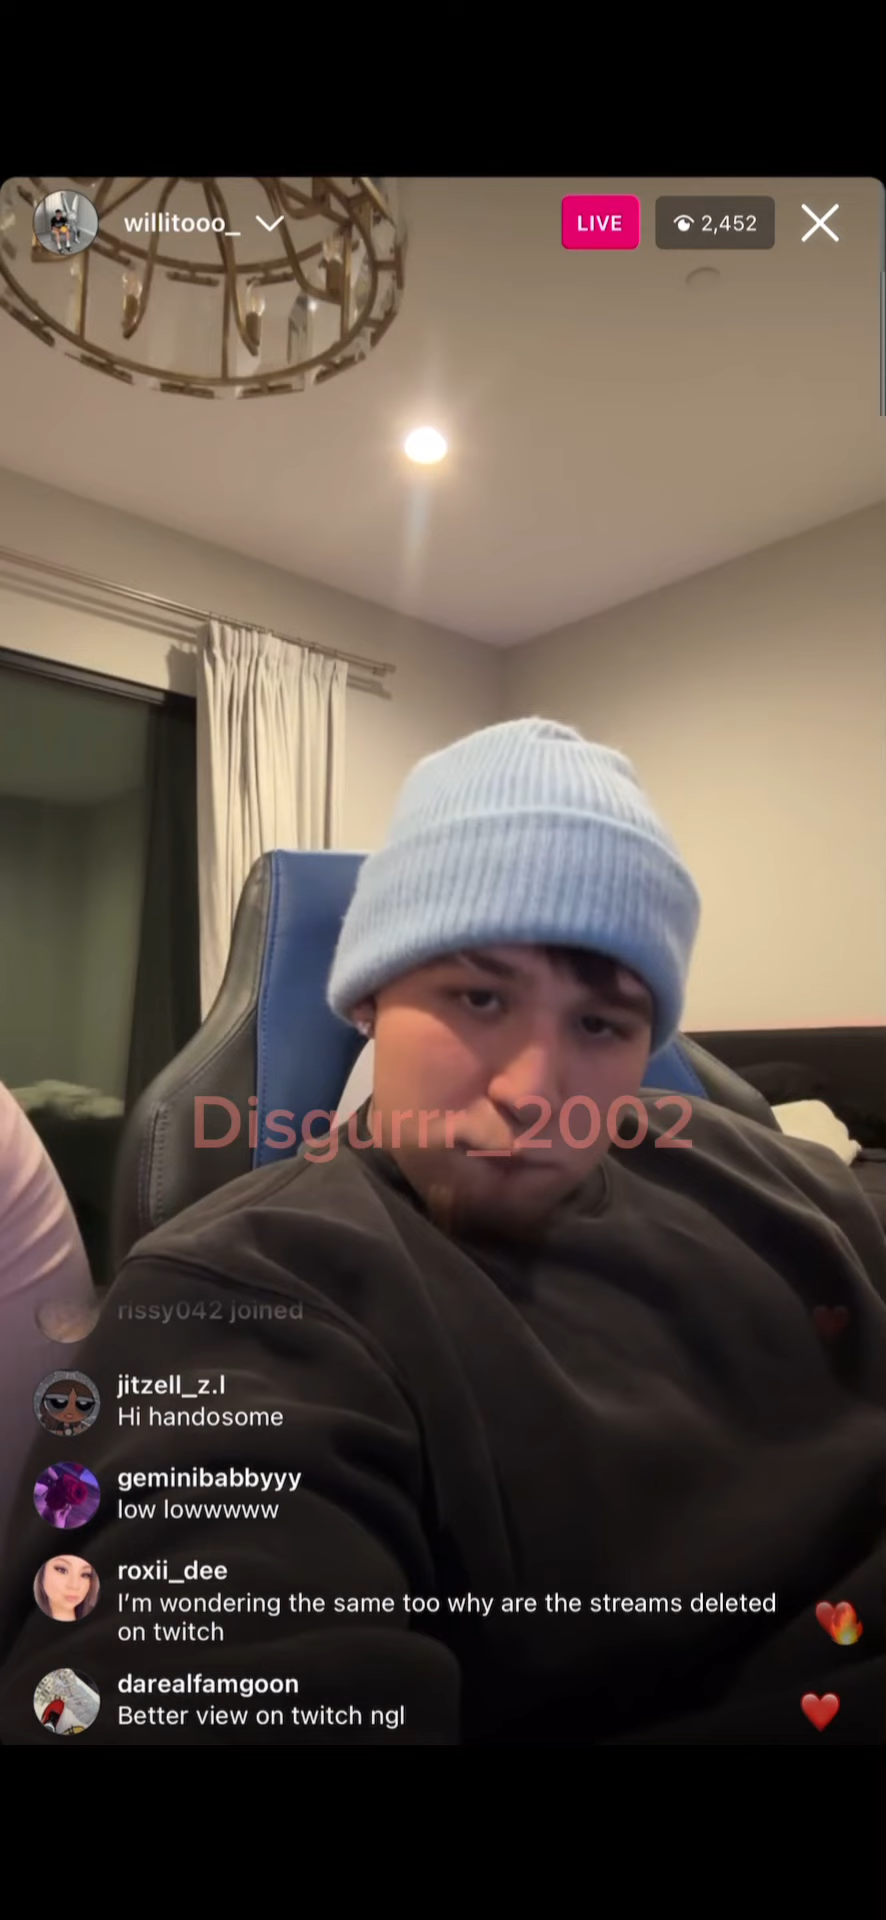 willitooo_
LIVE
2,452
Disgurrr_2002
rissy042 joined
jitzell_z.l
Hi handosome
geminibabbyyy
low lowwwww
roxii_dee
I’m wondering the same too why are the streams deleted
on twitch
darealfamgoon
Better view on twitch ngl